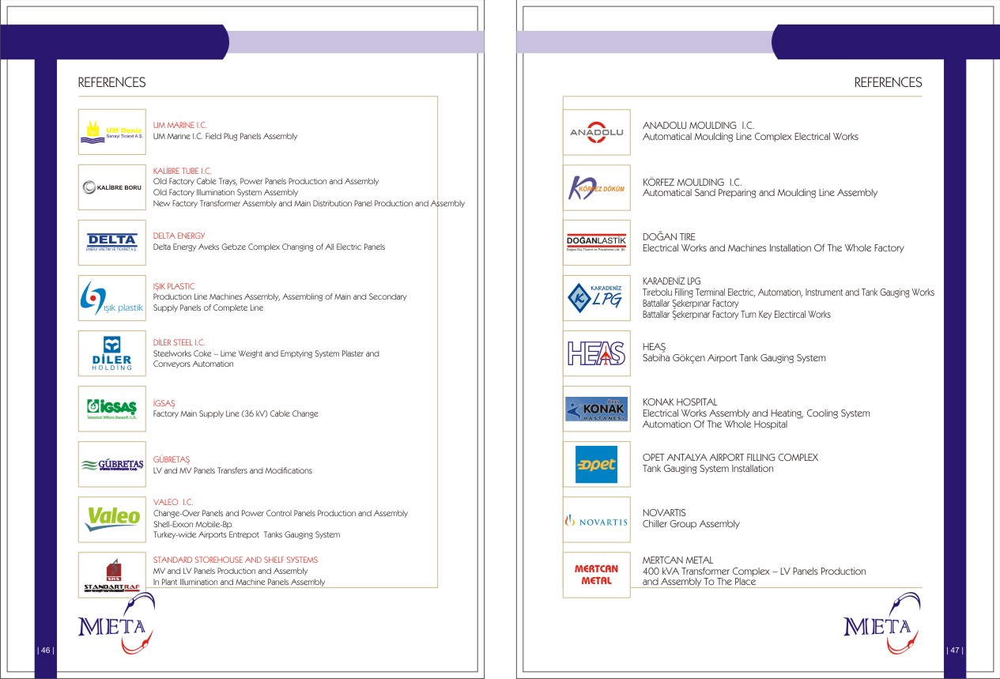 REFERENCES
UM Deniz
Sanayi Ticaret A.Ş.
UM MARINE I.C.
UM Marine I.C. Field Plug Panels Assembly
KALİBRE BORU
KALİBRE TUBE I.C.
Old Factory Cable Trays, Power Panels Production and Assembly
Old Factory Illumination System Assembly
New Factory Transformer Assembly and Main Distribution Panel Production and Assembly
DELTA
ENERJİ ÜRETİM VE TİCARET A.Ş.
DELTA ENERGY
Delta Energy Aveks Gebze Complex Changing of All Electric Panels
ışık plastik
IŞIK PLASTIC
Production Line Machines Assembly, Assembling of Main and Secondary
Supply Panels of Complete Line
DİLER
HOLDİNG
DİLER STEEL I.C.
Steelworks Coke – Lime Weight and Emptying System Plaster and
Conveyors Automation
İGSAŞ
İGSAŞ
Factory Main Supply Line (36 kV) Cable Change
GÜBRETAŞ
GÜBRETAŞ
LV and MV Panels Transfers and Modifications
Valeo
VALEO I.C.
Change-Over Panels and Power Control Panels Production and Assembly
Shell-Exxon Mobile-Bp
Turkey-wide Airports Entrepot Tanks Gauging System
SRS
STANDARTRAF
STANDARD STOREHOUSE AND SHELF SYSTEMS
MV and LV Panels Production and Assembly
In Plant Illumination and Machine Panels Assembly
META
| 46 |
REFERENCES
ANADOLU
ANADOLU MOULDING I.C.
Automatical Moulding Line Complex Electrical Works
KÖRFEZ DÖKÜM
KÖRFEZ MOULDING I.C.
Automatical Sand Preparing and Moulding Line Assembly
DOĞANLASTİK
Doğan Dış Ticaret ve Pazarlama Ltd. Şti.
DOĞAN TIRE
Electrical Works and Machines Installation Of The Whole Factory
KARADENİZ
K LPG
KARADENİZ LPG
Tirebolu Filling Terminal Electric, Automation, Instrument and Tank Gauging Works
Battallar Şekerpınar Factory
Battallar Şekerpınar Factory Turn Key Electircal Works
HEAŞ
HEAŞ
Sabiha Gökçen Airport Tank Gauging System
ÖZEL
KONAK
HASTANESİ
KONAK HOSPITAL
Electrical Works Assembly and Heating, Cooling System
Automation Of The Whole Hospital
opet
OPET ANTALYA AIRPORT FILLING COMPLEX
Tank Gauging System Installation
NOVARTIS
NOVARTIS
Chiller Group Assembly
MERTCAN
METAL
MERTCAN METAL
400 kVA Transformer Complex – LV Panels Production
and Assembly To The Place
META
| 47 |